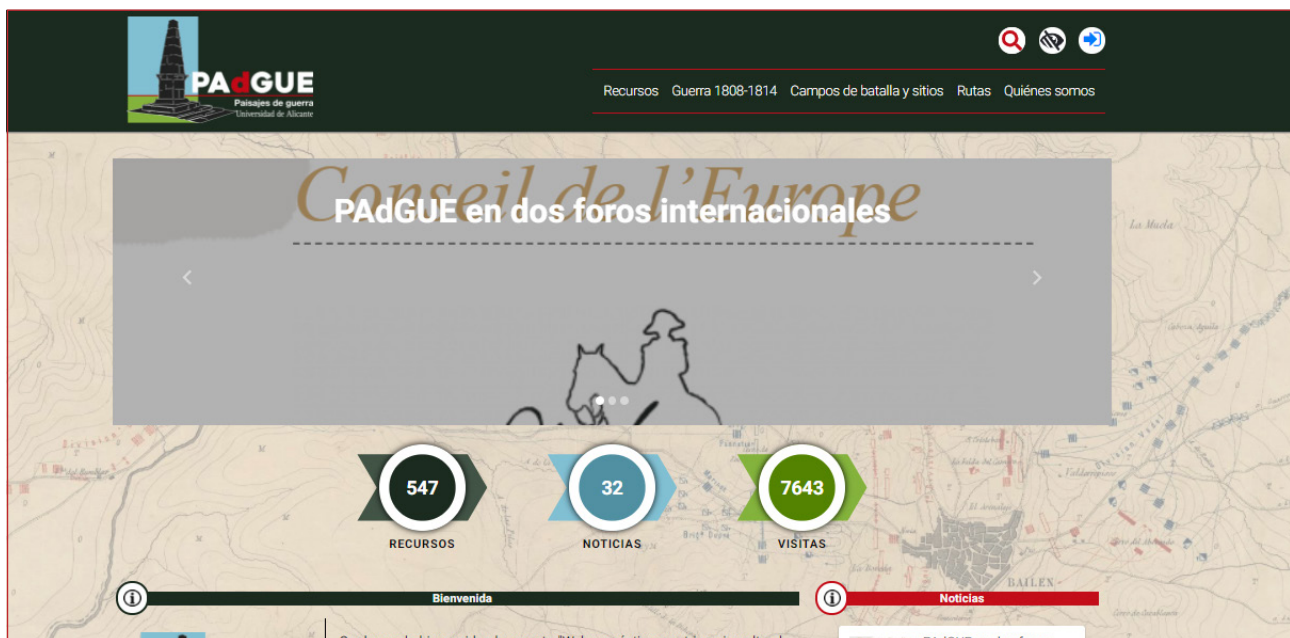 PAdGUE
Paisajes de guerra
Universidad de Alicante
Recursos Guerra 1808-1814 Campos de batalla y sitios Rutas Quiénes somos
Conseil de l'Europe
PAdGUE en dos foros internacionales
La Muela
547
32
7643
RECURSOS
NOTICIAS
VISITAS
BAILEN
Bienvenida
Noticias